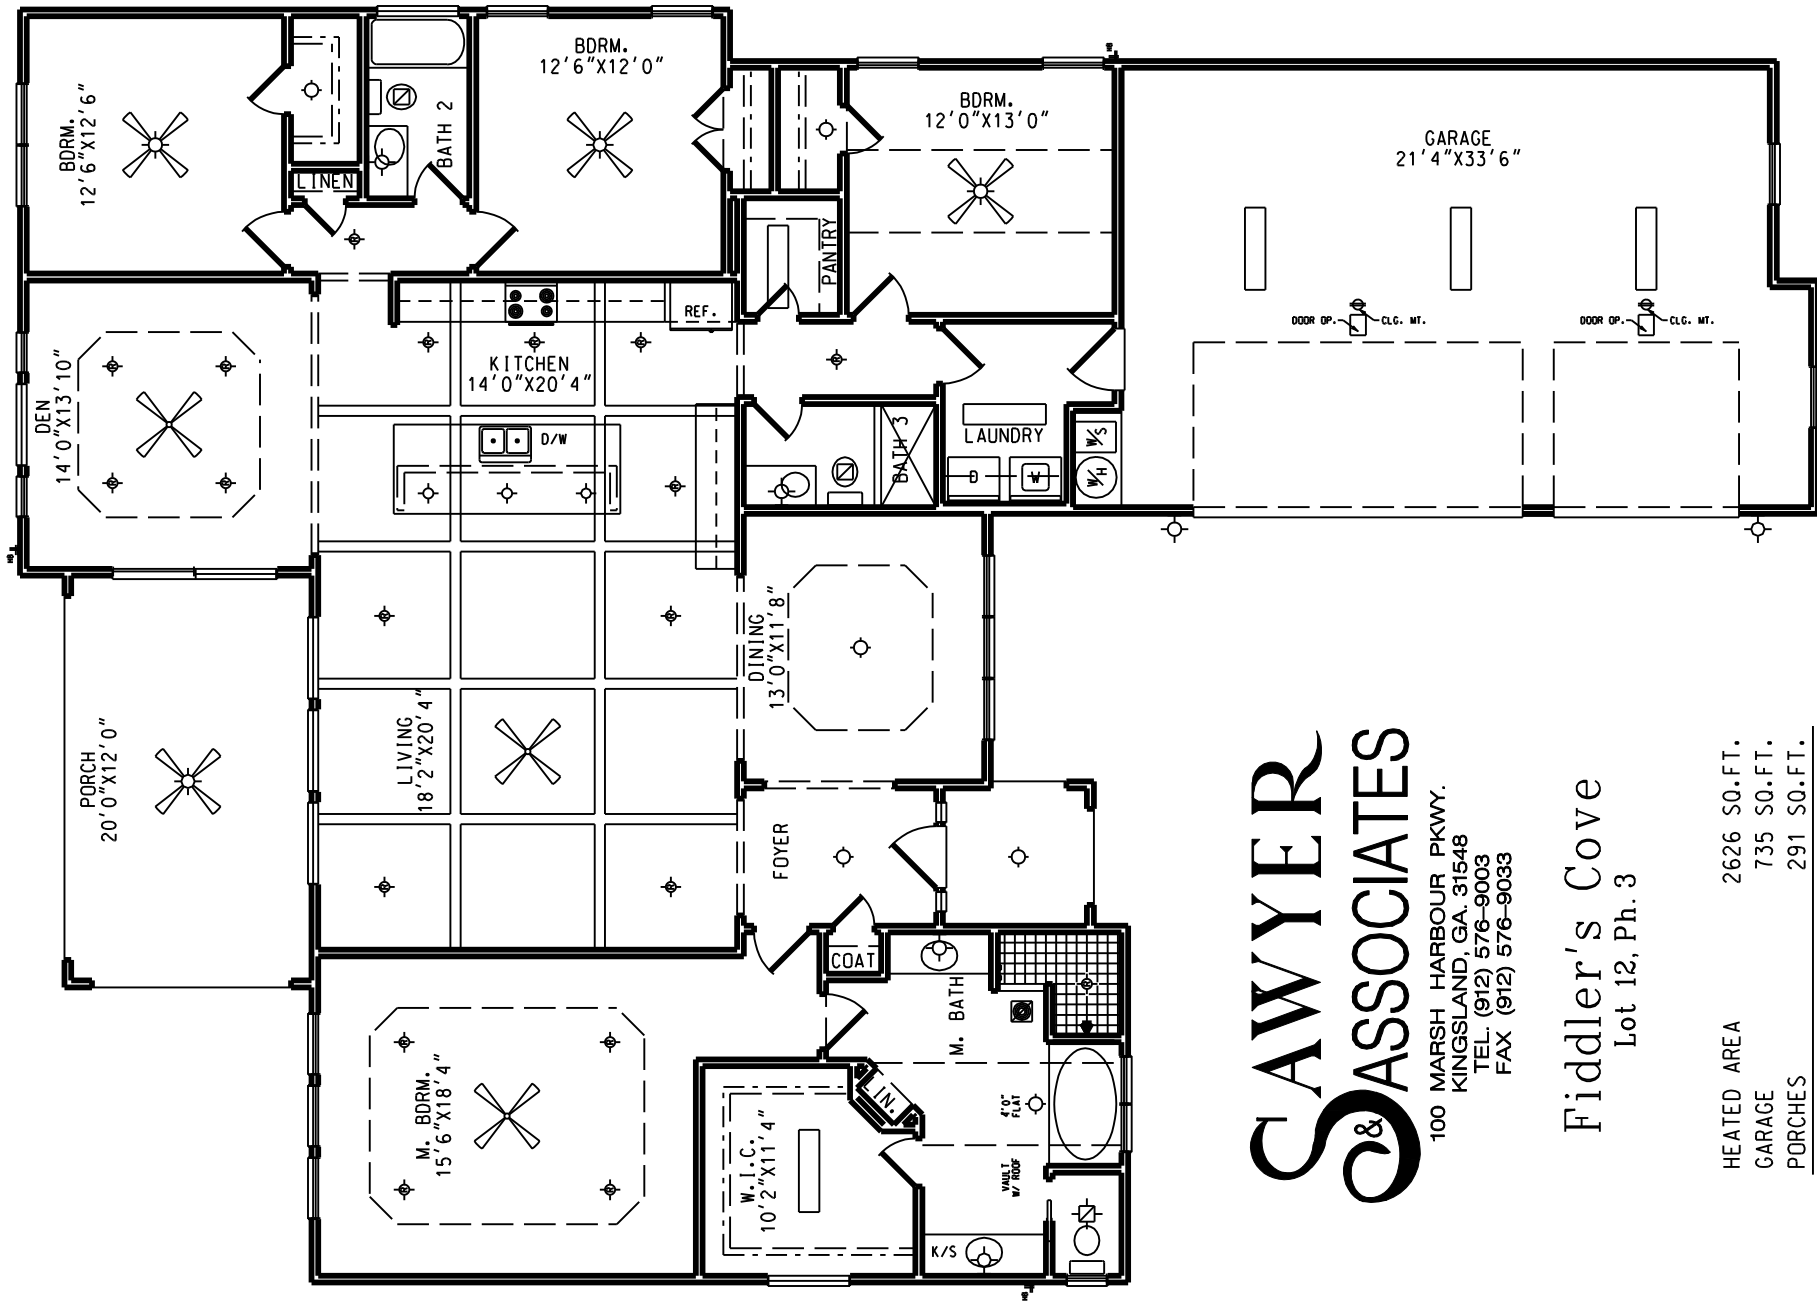 BDRM.
12'6"X12'6"
LINEN
BATH 2
BDRM.
12'6"X12'0"
BDRM.
12'0"X13'0"
GARAGE
21'4"X33'6"
PANTRY
REF.
DOOR OP.
CLG. MT.
DOOR OP.
CLG. MT.
DEN
14'0"X13'10"
KITCHEN
14'0"X20'4"
D/W
BATH 3
LAUNDRY
D
W
W/S
W/H
HB
HB
PORCH
20'0"X12'0"
LIVING
18'2"X20'4"
DINING
13'0"X11'8"
FOYER
COAT
M. BDRM.
15'6"X18'4"
W.I.C.
10'2"X11'4"
M. BATH
4'0"
FLAT
VAULT
W/ ROOF
K/S
HB
SAWYER
& ASSOCIATES
100 MARSH HARBOUR PKWY.
KINGSLAND, GA. 31548
TEL. (912) 576-9003
FAX (912) 576-9033
Fiddler's Cove
Lot 12, Ph. 3
HEATED AREA 2626 SQ.FT.
GARAGE 735 SQ.FT.
PORCHES 291 SQ.FT.